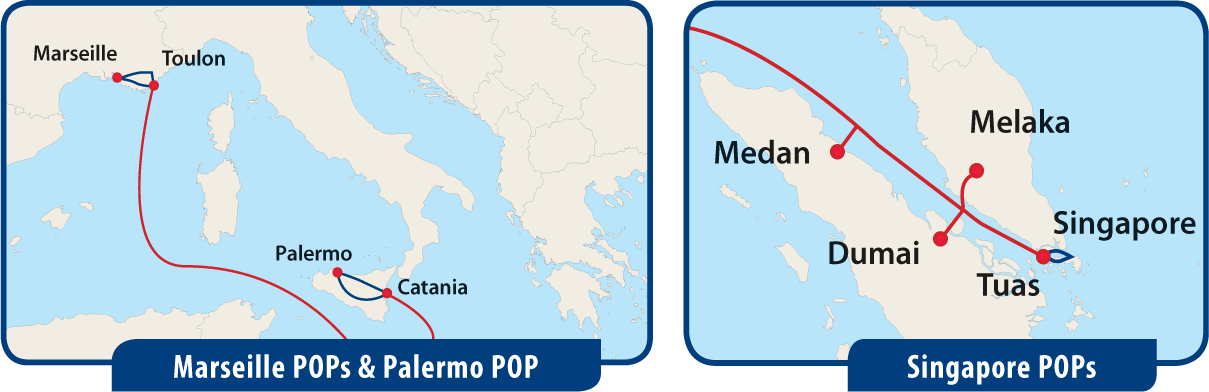 Marseille
Toulon
Palermo
Catania
Marseille POPs & Palermo POP
Melaka
Medan
Singapore
Dumai
Tuas
Singapore POPs